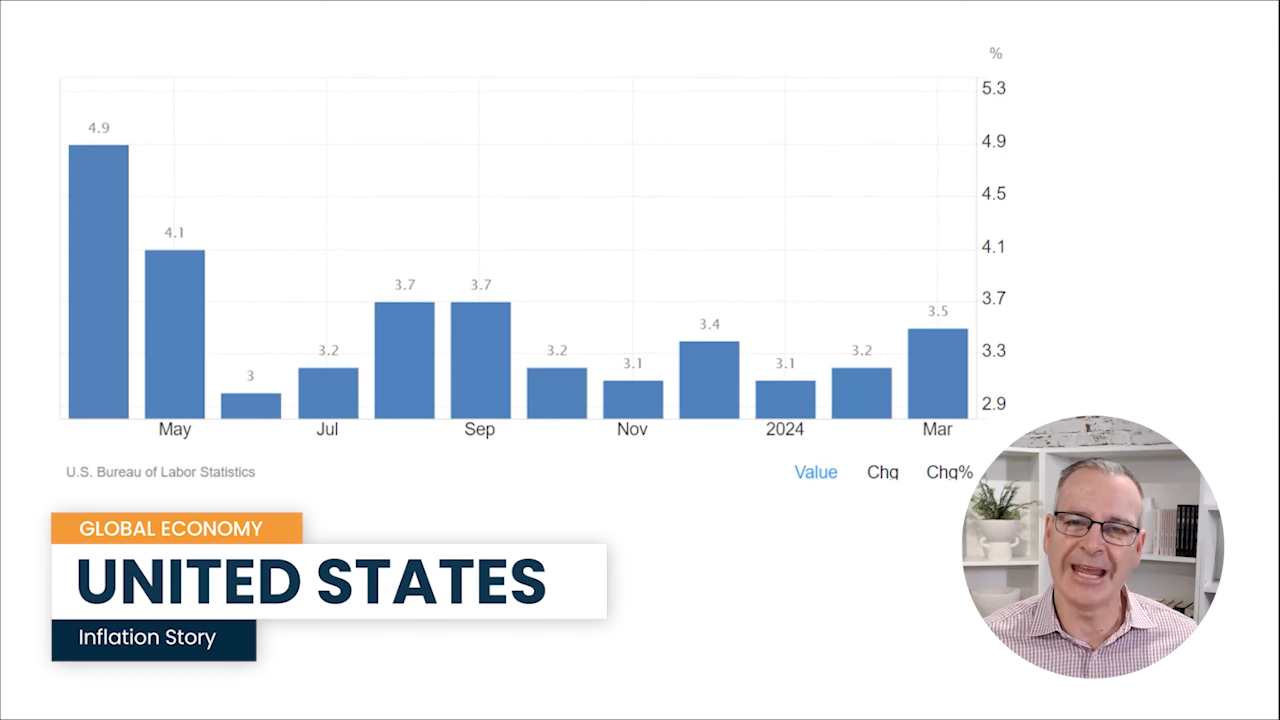 %
5.3
4.9
4.9
4.5
4.1
4.1
3.7
3.7
3.7
3.5
3.4
3.2
3.2
3.2
3.3
3.1
3.1
3
2.9
May
Jul
Sep
Nov
2024
Mar
U.S. Bureau of Labor Statistics
Value
Chg
Chg%
GLOBAL ECONOMY
UNITED STATES
Inflation Story